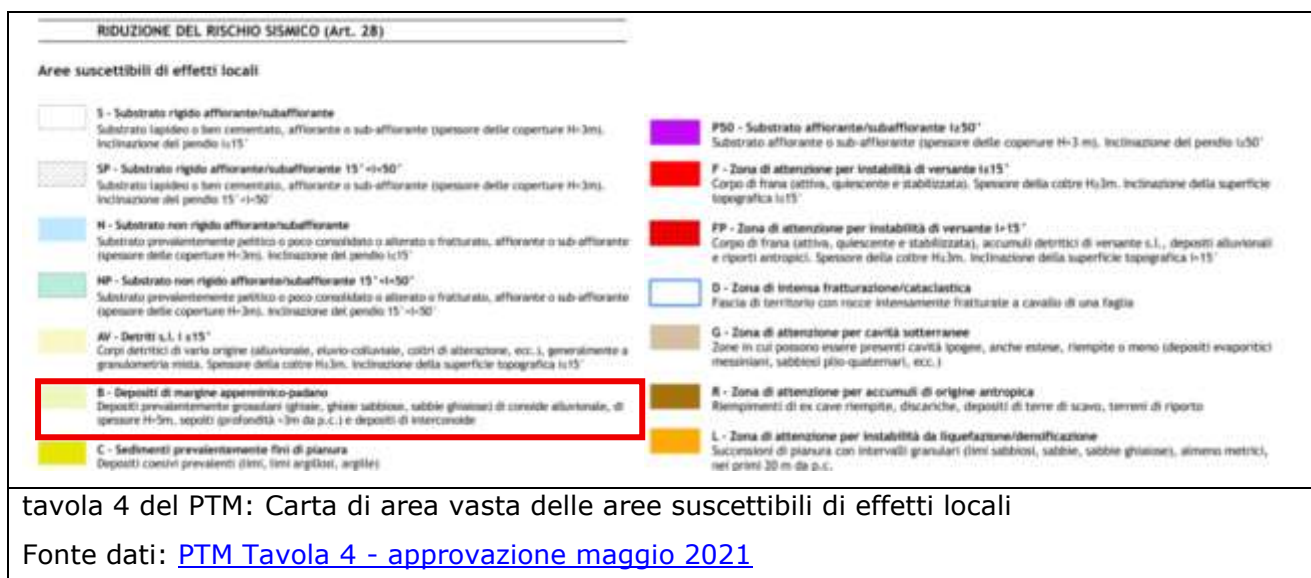 RIDUZIONE DEL RISCHIO SISMICO (Art. 28)
Aree suscettibili di effetti locali
S - Substrato rigido affiorante/subaffiorante
Substrato lapideo o ben cementato, affiorante o sub-affiorante (spessore delle coperture H<3m).
Inclinazione del pendio i≤15°
SP - Substrato rigido affiorante/subaffiorante 15°<i<50°
Substrato lapideo o ben cementato, affiorante o sub-affiorante (spessore delle coperture H<3m).
Inclinazione del pendio 15°<i<50°
N - Substrato non rigido affiorante/subaffiorante
Substrato prevalentemente pelitico o poco consolidato o alterato o fratturato, affiorante o sub-affiorante
(spessore delle coperture H<3m). Inclinazione del pendio i≤15°
NP - Substrato non rigido affiorante/subaffiorante 15°<i<50°
Substrato prevalentemente pelitico o poco consolidato o alterato o fratturato, affiorante o sub-affiorante
(spessore delle coperture H<3m). Inclinazione del pendio 15°<i<50°
AV - Detriti s.l. i ≤15°
Corpi detritici di varia origine (alluvionale, eluvio-colluviale, coltri di alterazione, ecc.), generalmente a
granulometria mista. Spessore della coltre H≥3m. Inclinazione della superficie topografica i≤15°
B - Depositi di margine appenninico-padano
Depositi prevalentemente grossolani (ghiaie, ghiaie sabbiose, sabbie ghiaiose) di conoide alluvionale, di
spessore H>5m, sepolti (profondità >3m da p.c.) e depositi di interconoide
C - Sedimenti prevalentemente fini di pianura
Depositi coesivi prevalenti (limi, limi argillosi, argille)
P50 - Substrato affiorante/subaffiorante i≥50°
Substrato affiorante o sub-affiorante (spessore delle coperture H<3 m). Inclinazione del pendio i≥50°
F - Zona di attenzione per instabilità di versante i≤15°
Corpo di frana (attiva, quiescente e stabilizzata). Spessore della coltre H≥3m. Inclinazione della superficie
topografica i≤15°
FP - Zona di attenzione per instabilità di versante i>15°
Corpo di frana (attiva, quiescente e stabilizzata), accumuli detritici di versante s.l., depositi alluvionali
e riporti antropici. Spessore della coltre H≥3m. Inclinazione della superficie topografica i>15°
D - Zona di intensa fratturazione/cataclastica
Fascia di territorio con rocce intensamente fratturate a cavallo di una faglia
G - Zona di attenzione per cavità sotterranee
Zone in cui possono essere presenti cavità ipogee, anche estese, riempite o meno (depositi evaporitici
messiniani, sabbiosi plio-quaternari, ecc.)
R - Zona di attenzione per accumuli di origine antropica
Riempimenti di ex cave riempite, discariche, depositi di terre di scavo, terreni di riporto
L - Zona di attenzione per instabilità da liquefazione/densificazione
Successioni di pianura con intervalli granulari (limi sabbiosi, sabbie, sabbie ghiaiose), almeno metrici,
nei primi 20 m da p.c.
tavola 4 del PTM: Carta di area vasta delle aree suscettibili di effetti locali
Fonte dati: PTM Tavola 4 - approvazione maggio 2021